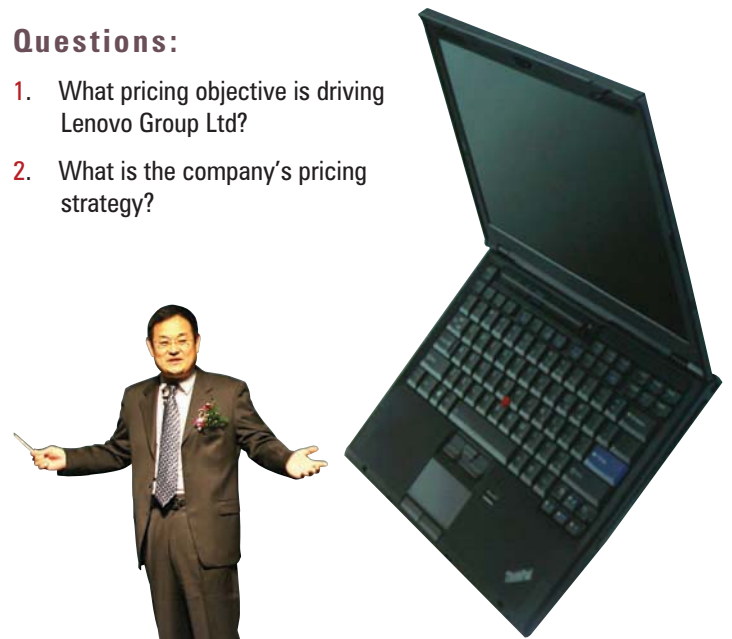 Questions:
1. What pricing objective is driving
Lenovo Group Ltd?
2. What is the company's pricing
strategy?
ThinkPad